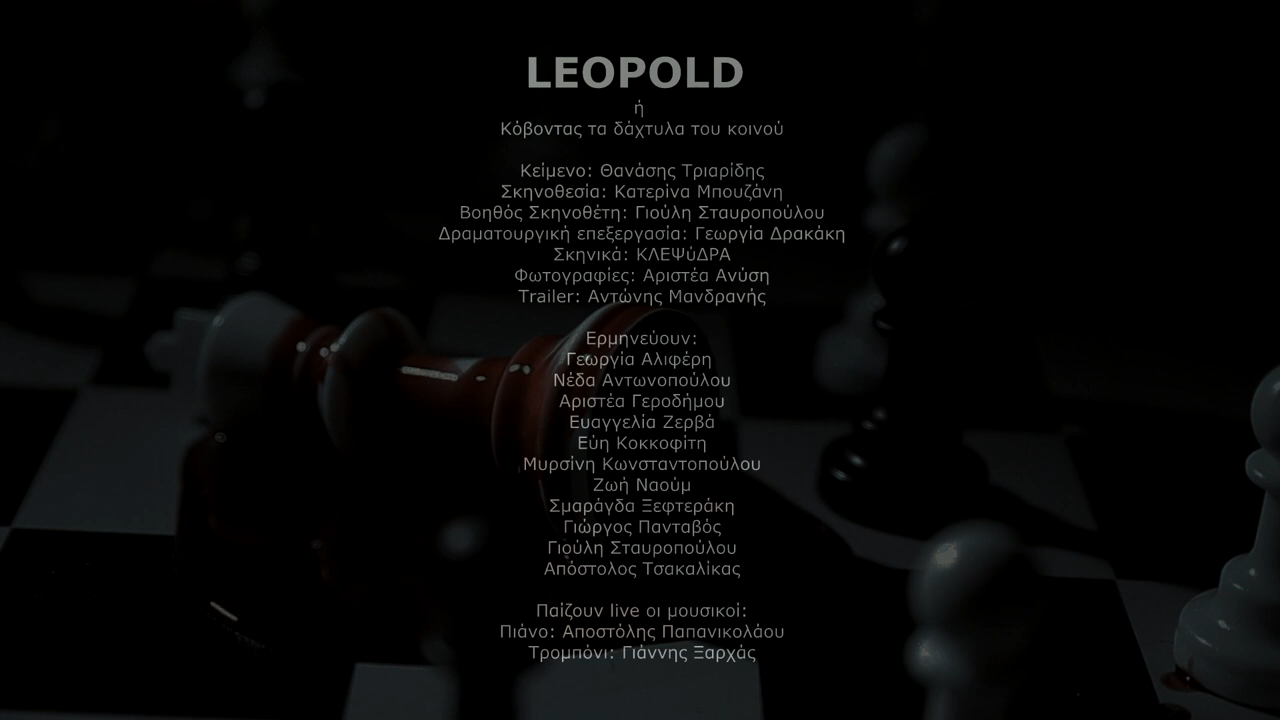 LEOPOLD
ή
Κόβοντας τα δάχτυλα του κοινού
Κείμενο: Θανάσης Τριαρίδης
Σκηνοθεσία: Κατερίνα Μπουζάνη
Βοηθός Σκηνοθέτη: Γιούλη Σταυροπούλου
Δραματουργική επεξεργασία: Γεωργία Δρακάκη
Σκηνικά: ΚΛΕΨύΔΡΑ
Φωτογραφίες: Αριστέα Ανύση
Trailer: Αντώνης Μανδρανής
Ερμηνεύουν:
Γεωργία Αλιφέρη
Νέδα Αντωνοπούλου
Αριστέα Γεροδήμου
Ευαγγελία Ζερβά
Εύη Κοκκοφίτη
Μυρσίνη Κωνσταντοπούλου
Ζωή Ναούμ
Σμαράγδα Ξεφτεράκη
Γιώργος Πανταβός
Γιούλη Σταυροπούλου
Απόστολος Τσακαλίκας
Παίζουν live οι μουσικοί:
Πιάνο: Αποστόλης Παπανικολάου
Τρομπόνι: Γιάννης Ξαρχάς